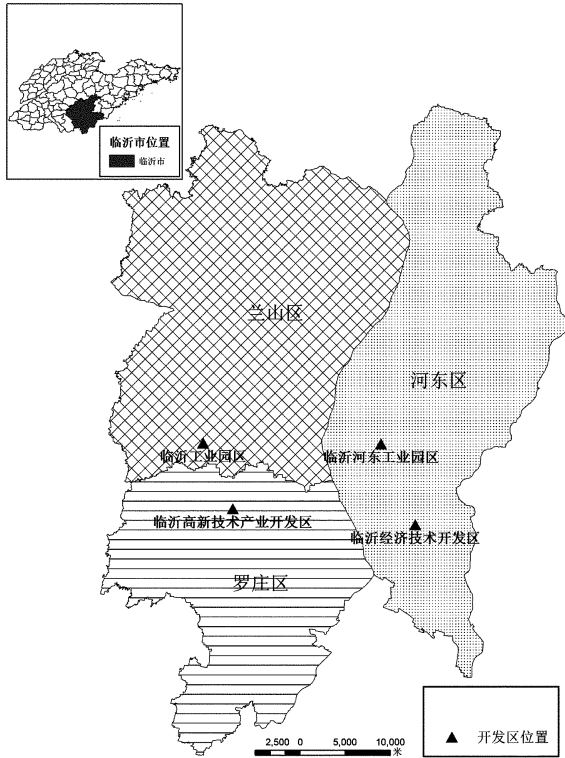 临沂市位置
临沂市
兰山区
河东区
临沂工业园区
临沂河东工业园区
临沂高新技术产业开发区
临沂经济技术开发区
罗庄区
开发区位置
2,500 0 5,000 10,000
米